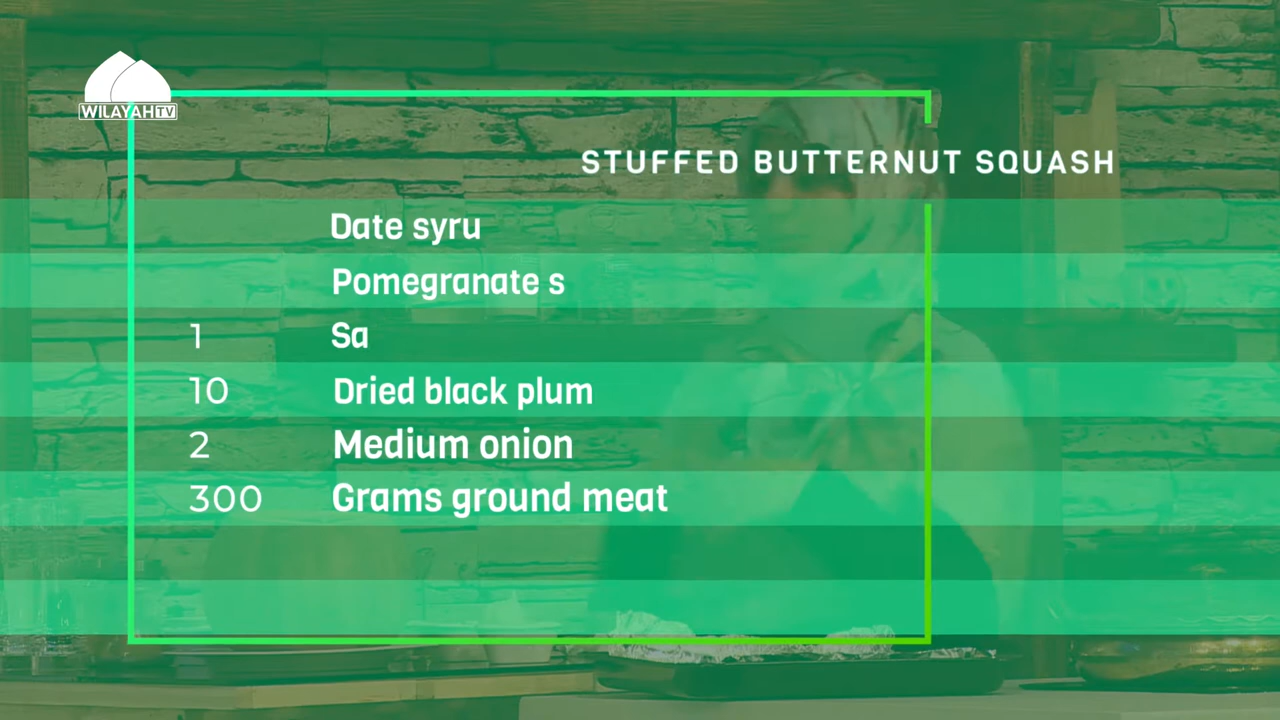 WILAYAH TV
STUFFED BUTTERNUT SQUASH
Date syru
Pomegranate s
1 Sa
10 Dried black plum
2 Medium onion
300 Grams ground meat